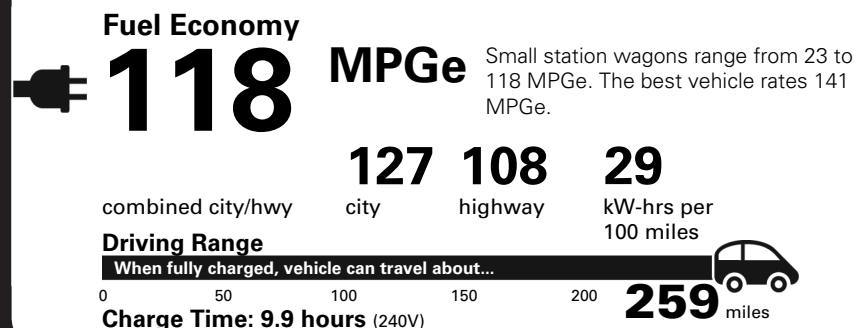 Fuel Economy
118 MPGe
Small station wagons range from 23 to
118 MPGe. The best vehicle rates 141
MPGe.
127 108 29
combined city/hwy city highway kW-hrs per
100 miles
Driving Range
When fully charged, vehicle can travel about...
0 50 100 150 200 259 miles
Charge Time: 9.9 hours (240V)